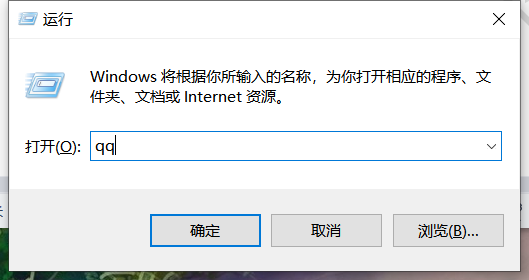 运行
Windows 将根据你所输入的名称，为你打开相应的程序、文
件夹、文档或 Internet 资源。
打开(O): qq
确定 取消 浏览(B)...